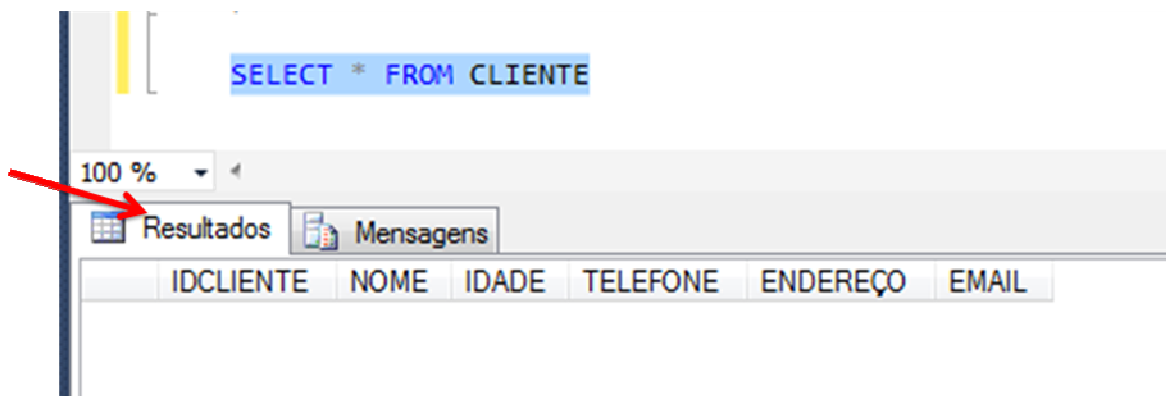 SELECT * FROM CLIENTE
100 %
Resultados Mensagens
IDCLIENTE NOME IDADE TELEFONE ENDEREÇO EMAIL